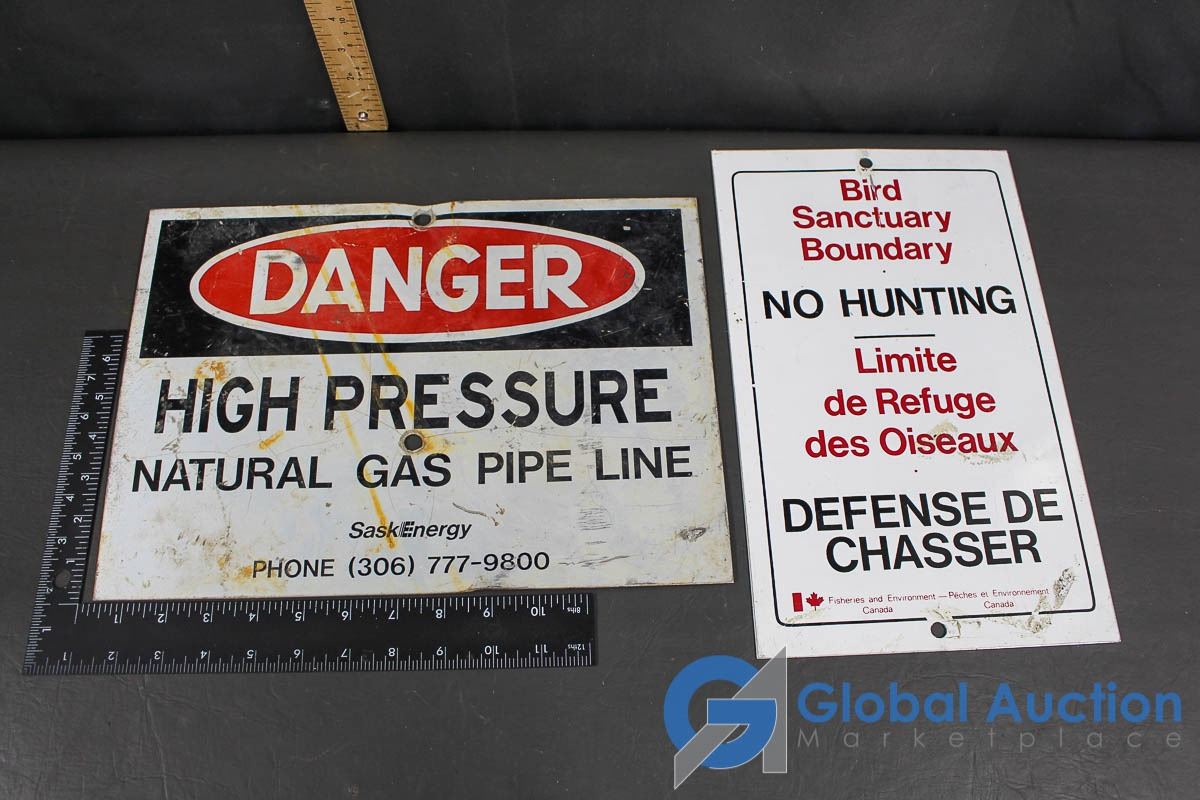 DANGER
HIGH PRESSURE
NATURAL GAS PIPE LINE
SaskEnergy
PHONE (306) 777-9800
Bird
Sanctuary
Boundary
NO HUNTING
Limite
de Refuge
des Oiseaux
DEFENSE DE
CHASSER
Fisheries and Environment — Pêches et Environnement
Canada Canada
Global Auction
Marketplace